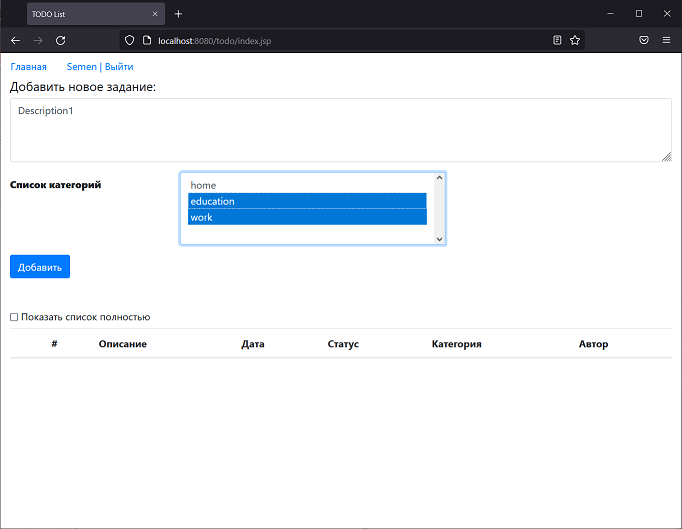 TODO List
localhost:8080/todo/index.jsp
Главная Semen | Выйти
Добавить новое задание:
Description1
Список категорий
home
education
work
Добавить
Показать список полностью
# Описание Дата Статус Категория Автор